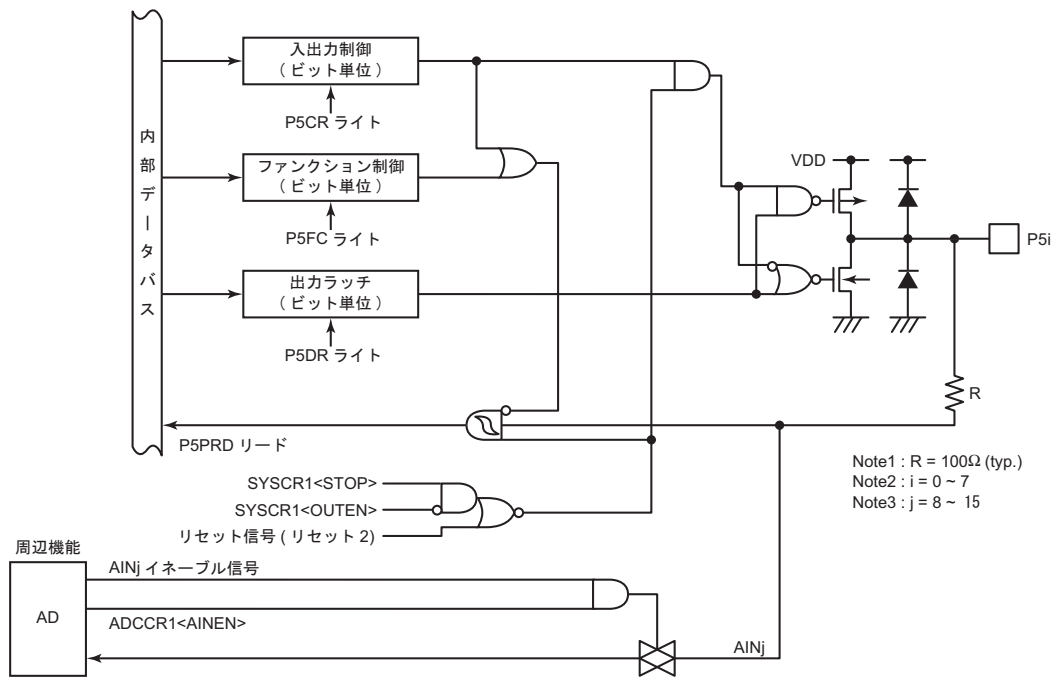 入出力制御
( ビット単位 )
P5CR ライト
内部データバス
ファンクション制御
( ビット単位 )
P5FC ライト
VDD
P5i
出力ラッチ
( ビット単位 )
P5DR ライト
R
P5PRD リード
Note1 : R = 100Ω (typ.)
Note2 : i = 0 ~ 7
Note3 : j = 8 ~ 15
SYSCR1<STOP>
SYSCR1<OUTEN>
リセット信号 ( リセット 2)
周辺機能
AINj イネーブル信号
AD
ADCCR1<AINEN>
AINj